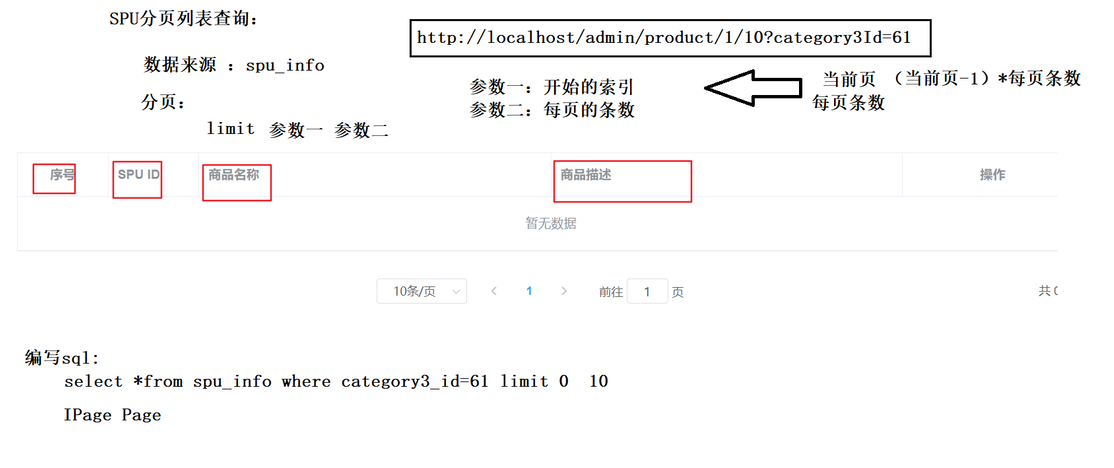 SPU分页列表查询：
http://localhost/admin/product/1/10?category3Id=61
数据来源 ：spu_info
参数一：开始的索引
当前页 （当前页-1）*每页条数
分页：
参数二：每页的条数
每页条数
limit 参数一 参数二
序号 SPU ID 商品名称 商品描述 操作
暂无数据
10条/页 1 前往 1 页 共 0
编写sql:
select *from spu_info where category3_id=61 limit 0  10
IPage Page